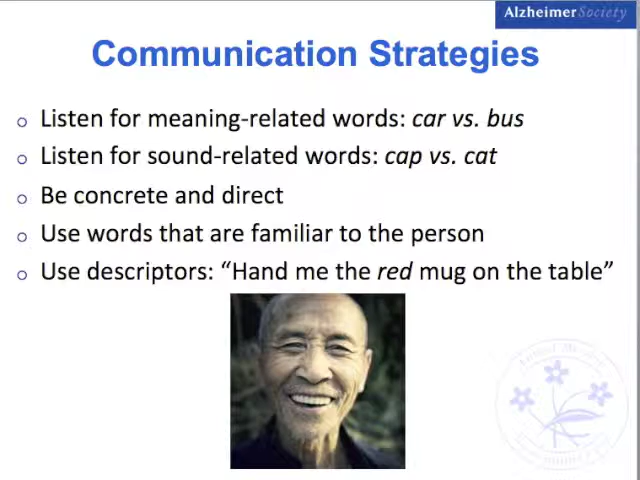 AlzheimerSociety
Communication Strategies
Listen for meaning-related words: car vs. bus
Listen for sound-related words: cap vs. cat
Be concrete and direct
Use words that are familiar to the person
Use descriptors: “Hand me the red mug on the table”